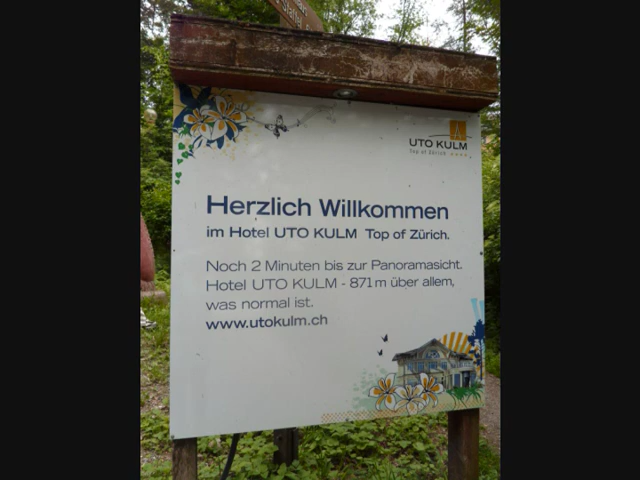 UTO KULM
Top of Zürich
Herzlich Willkommen
im Hotel UTO KULM Top of Zürich.
Noch 2 Minuten bis zur Panoramasicht.
Hotel UTO KULM - 871 m über allem,
was normal ist.
www.utokulm.ch